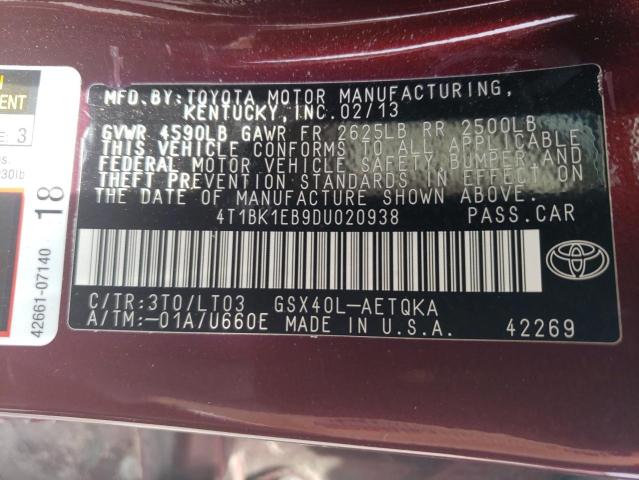 MFD. BY:TOYOTA MOTOR MANUFACTURING,
KENTUCKY,INC.02/13
GVWR 4590LB GAWR FR 2625LB RR 2500LB
THIS VEHICLE CONFORMS TO ALL APPLICABLE
FEDERAL MOTOR VEHICLE SAFETY, BUMPER, AND
THEFT PREVENTION STANDARDS IN EFFECT ON
THE DATE OF MANUFACTURE SHOWN ABOVE.
4T1BK1EB9DU020938 PASS.CAR
C/TR:3T0/LT03 GSX40L-AETQKA
A/TM:-01A/U660E MADE IN U.S.A. 42269
3
30lb
18
42661-07140